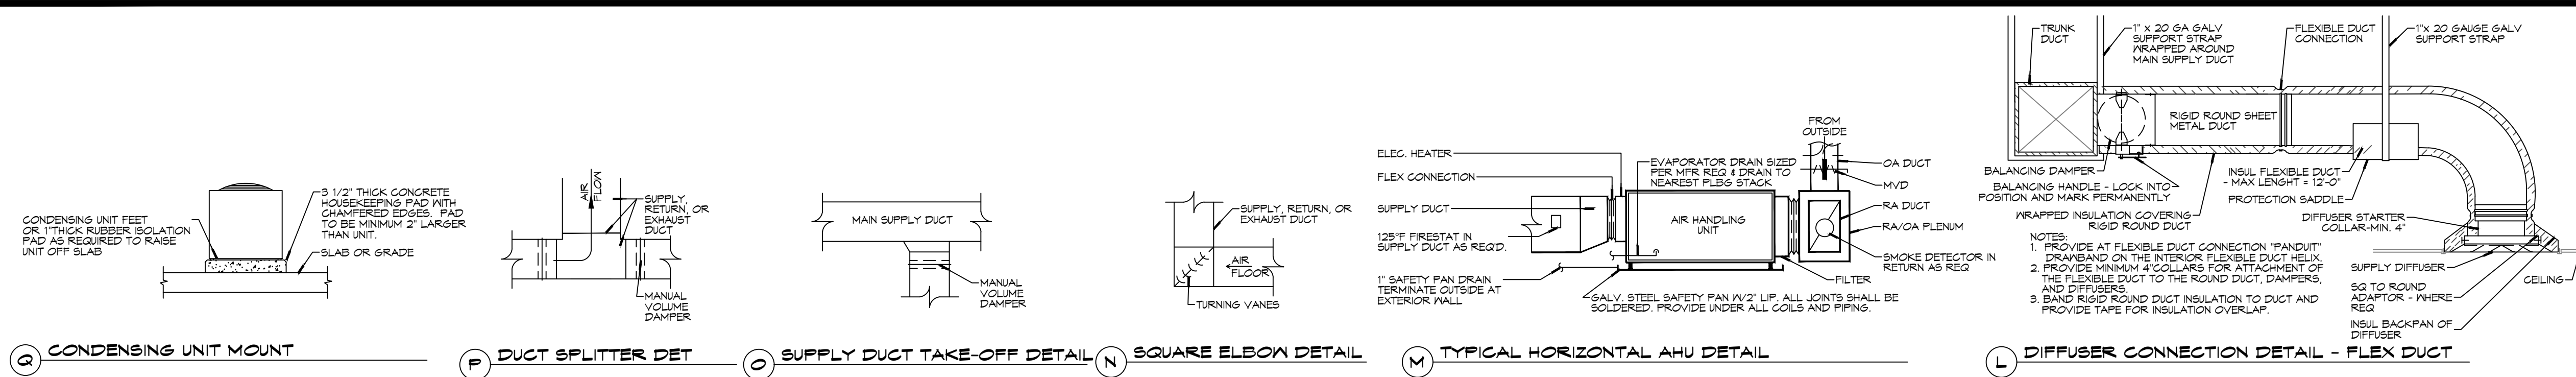 CONDENSING UNIT FEET
OR 1"THICK RUBBER ISOLATION
PAD AS REQUIRED TO RAISE
UNIT OFF SLAB
3 1/2" THICK CONCRETE
HOUSEKEEPING PAD WITH
CHAMFERED EDGES. PAD
TO BE MINIMUM 2" LARGER
THAN UNIT.
SLAB OR GRADE
Q CONDENSING UNIT MOUNT
AIR
FLOW
SUPPLY,
RETURN, OR
EXHAUST
DUCT
MANUAL
VOLUME
DAMPER
P DUCT SPLITTER DET
MAIN SUPPLY DUCT
MANUAL
VOLUME
DAMPER
O SUPPLY DUCT TAKE-OFF DETAIL
SUPPLY, RETURN, OR
EXHAUST DUCT
AIR
FLOOR
TURNING VANES
N SQUARE ELBOW DETAIL
ELEC. HEATER
FLEX CONNECTION
SUPPLY DUCT
125°F FIRESTAT IN
SUPPLY DUCT AS REQ'D.
1" SAFETY PAN DRAIN
TERMINATE OUTSIDE AT
EXTERIOR WALL
EVAPORATOR DRAIN SIZED
PER MFR REQ & DRAIN TO
NEAREST PLBG STACK
AIR HANDLING
UNIT
FROM
OUTSIDE
OA DUCT
MVD
RA DUCT
RA/OA PLENUM
SMOKE DETECTOR IN
RETURN AS REQ
FILTER
GALV. STEEL SAFETY PAN W/2" LIP. ALL JOINTS SHALL BE
SOLDERED. PROVIDE UNDER ALL COILS AND PIPING.
M TYPICAL HORIZONTAL AHU DETAIL
TRUNK
DUCT
1" x 20 GA GALV
SUPPORT STRAP
WRAPPED AROUND
MAIN SUPPLY DUCT
FLEXIBLE DUCT
CONNECTION
1"x 20 GAUGE GALV
SUPPORT STRAP
RIGID ROUND SHEET
METAL DUCT
BALANCING DAMPER
BALANCING HANDLE - LOCK INTO
POSITION AND MARK PERMANENTLY
WRAPPED INSULATION COVERING
RIGID ROUND DUCT
INSUL FLEXIBLE DUCT
- MAX LENGHT = 12'-0"
PROTECTION SADDLE
DIFFUSER STARTER
COLLAR-MIN. 4"
NOTES:
1. PROVIDE AT FLEXIBLE DUCT CONNECTION "PANDUIT"
DRAWBAND ON THE INTERIOR FLEXIBLE DUCT HELIX.
2. PROVIDE MINIMUM 4"COLLARS FOR ATTACHMENT OF
THE FLEXIBLE DUCT TO THE ROUND DUCT, DAMPERS,
AND DIFFUSERS.
3. BAND RIGID ROUND DUCT INSULATION TO DUCT AND
PROVIDE TAPE FOR INSULATION OVERLAP.
SUPPLY DIFFUSER
SQ TO ROUND
ADAPTOR - WHERE
REQ
INSUL BACKPAN OF
DIFFUSER
CEILING
L DIFFUSER CONNECTION DETAIL - FLEX DUCT